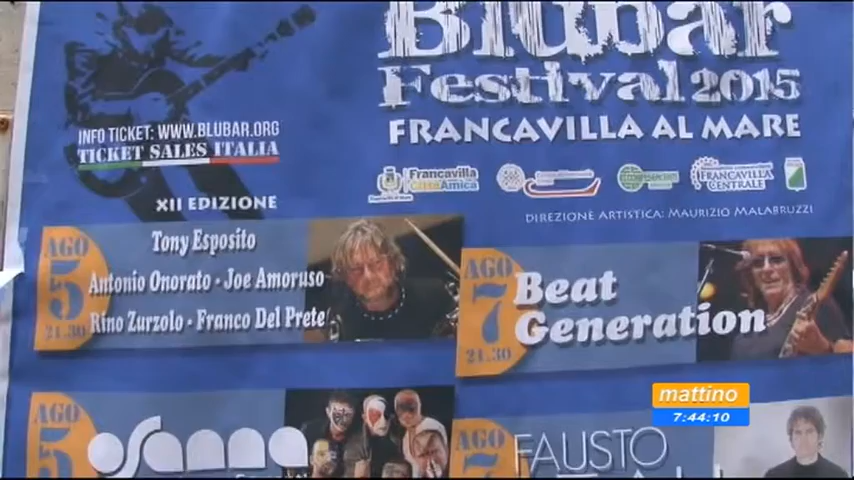 Blubar
Festival 2015
FRANCAVILLA AL MARE
INFO TICKET: WWW.BLUBAR.ORG
TICKET SALES ITALIA
XII EDIZIONE
Francavilla
CittàAmica
FRANCAVILLA
CENTRALE
DIREZIONE ARTISTICA: MAURIZIO MALABRUZZI
AGO
5
21.30
Tony Esposito
Antonio Onorato · Joe Amoruso
Rino Zurzolo · Franco Del Prete
AGO
7
21.30
Beat
Generation
AGO
5
osanna
AGO
7
FAUSTO
mattino
7:44:10